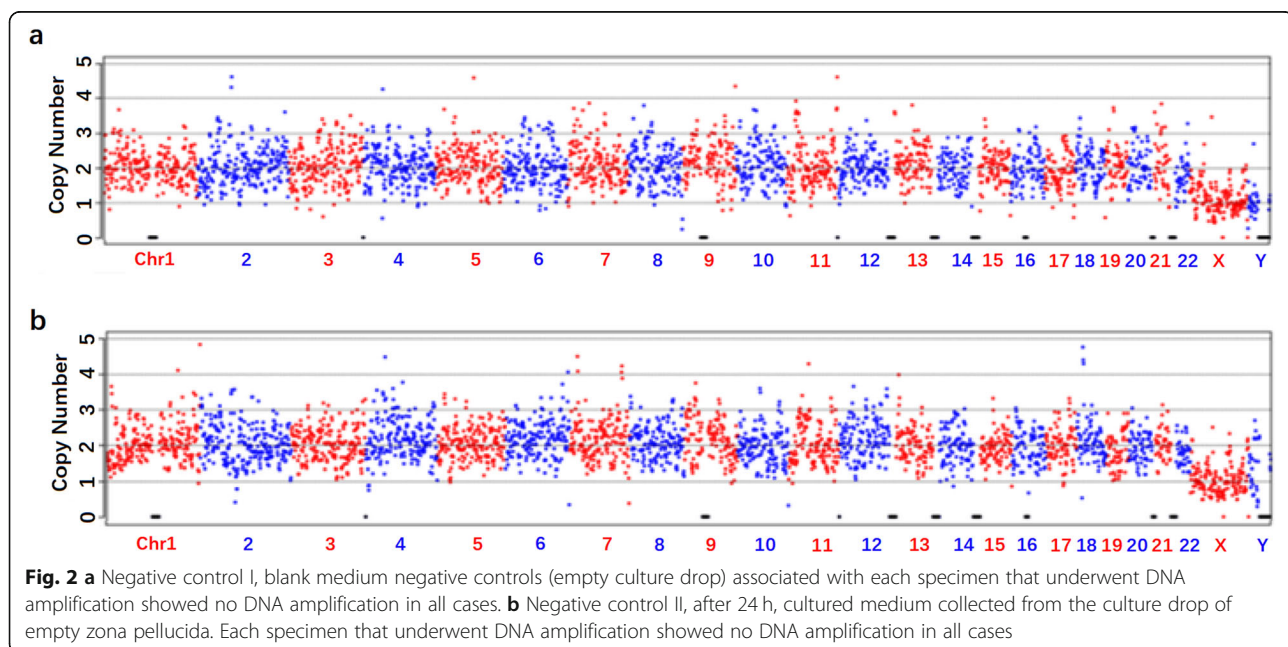 a
Copy Number
5
4
3
2
1
0
Chr1 2 3 4 5 6 7 8 9 10 11 12 13 14 15 16 17 18 19 20 21 22 X Y
b
Copy Number
5
4
3
2
1
0
Chr1 2 3 4 5 6 7 8 9 10 11 12 13 14 15 16 17 18 19 20 21 22 X Y
Fig. 2 a Negative control I, blank medium negative controls (empty culture drop) associated with each specimen that underwent DNA
amplification showed no DNA amplification in all cases. b Negative control II, after 24 h, cultured medium collected from the culture drop of
empty zona pellucida. Each specimen that underwent DNA amplification showed no DNA amplification in all cases